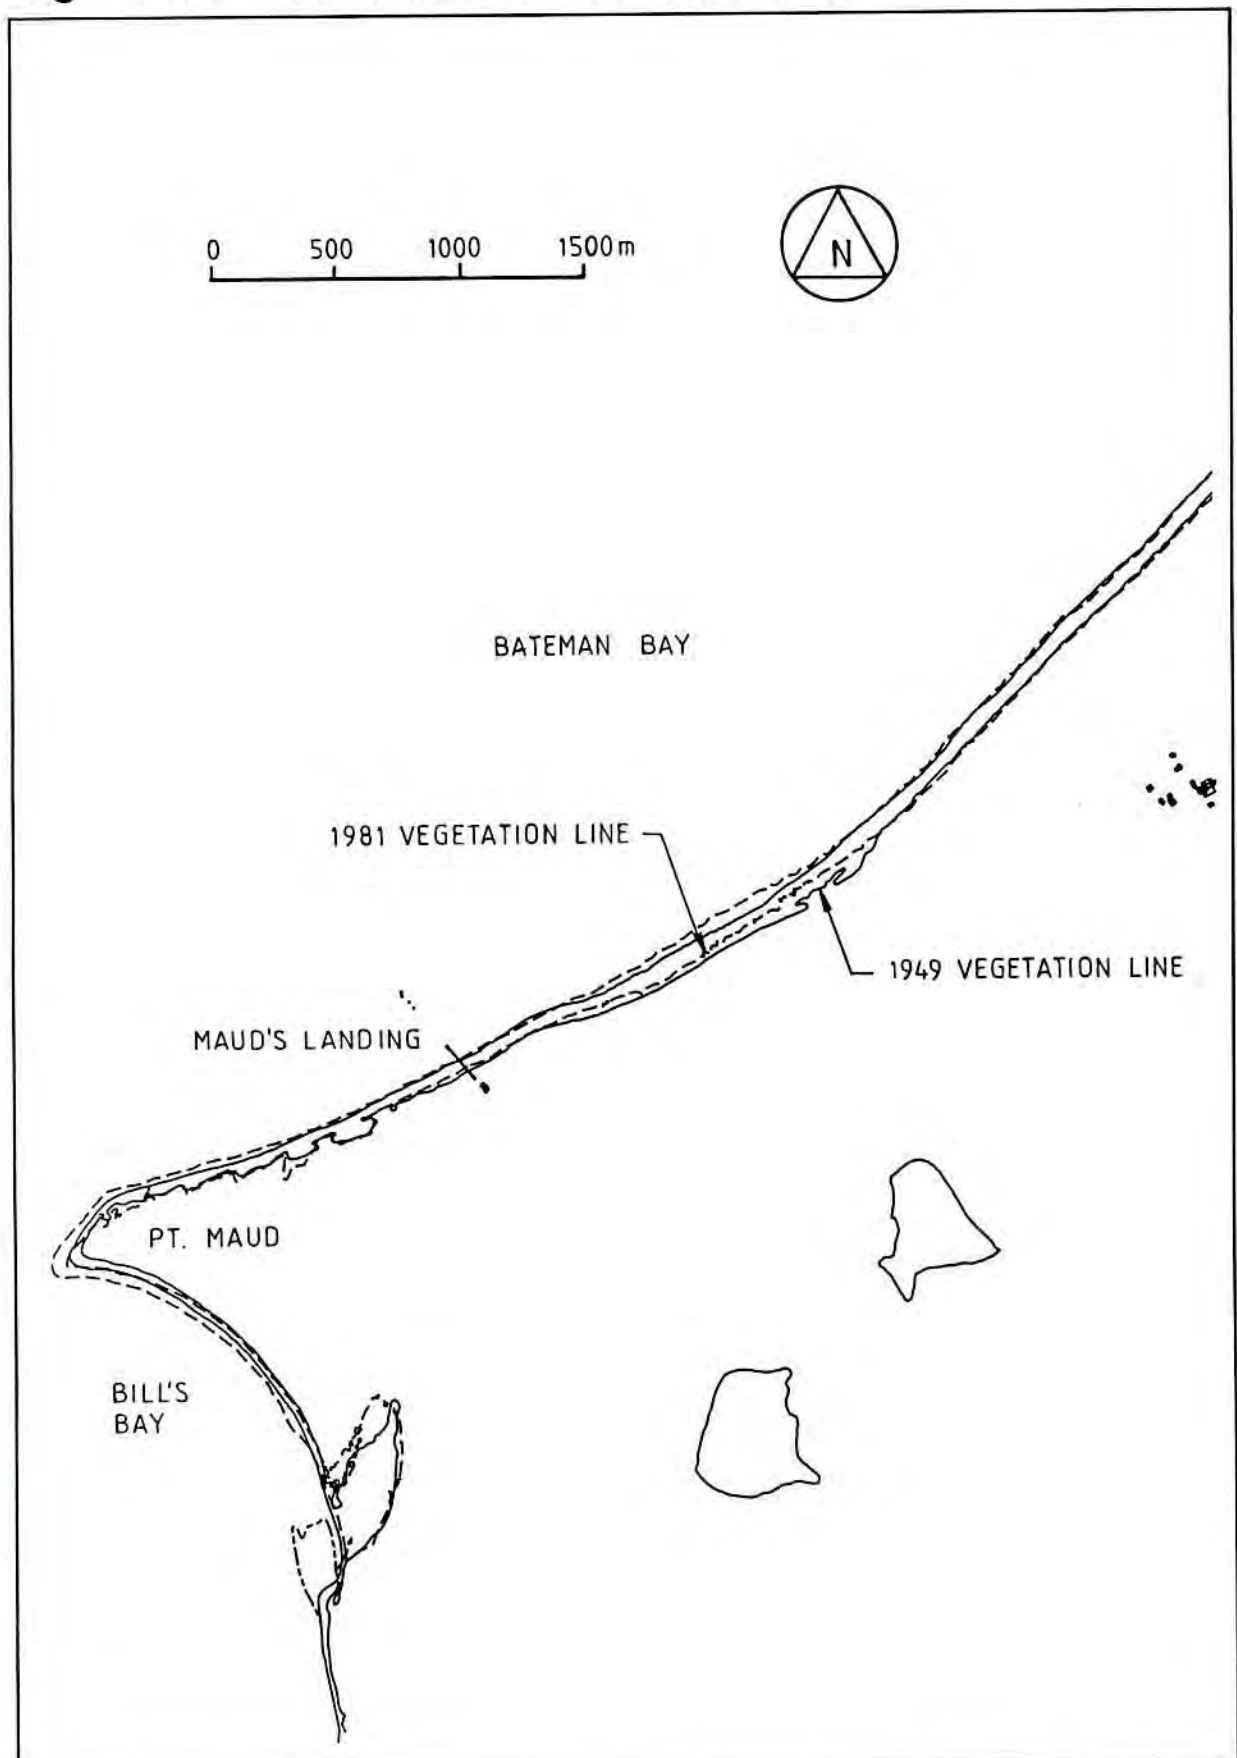 0 500 1000 1500m
N
BATEMAN BAY
1981 VEGETATION LINE
1949 VEGETATION LINE
MAUD'S LANDING
PT. MAUD
BILL'S
BAY